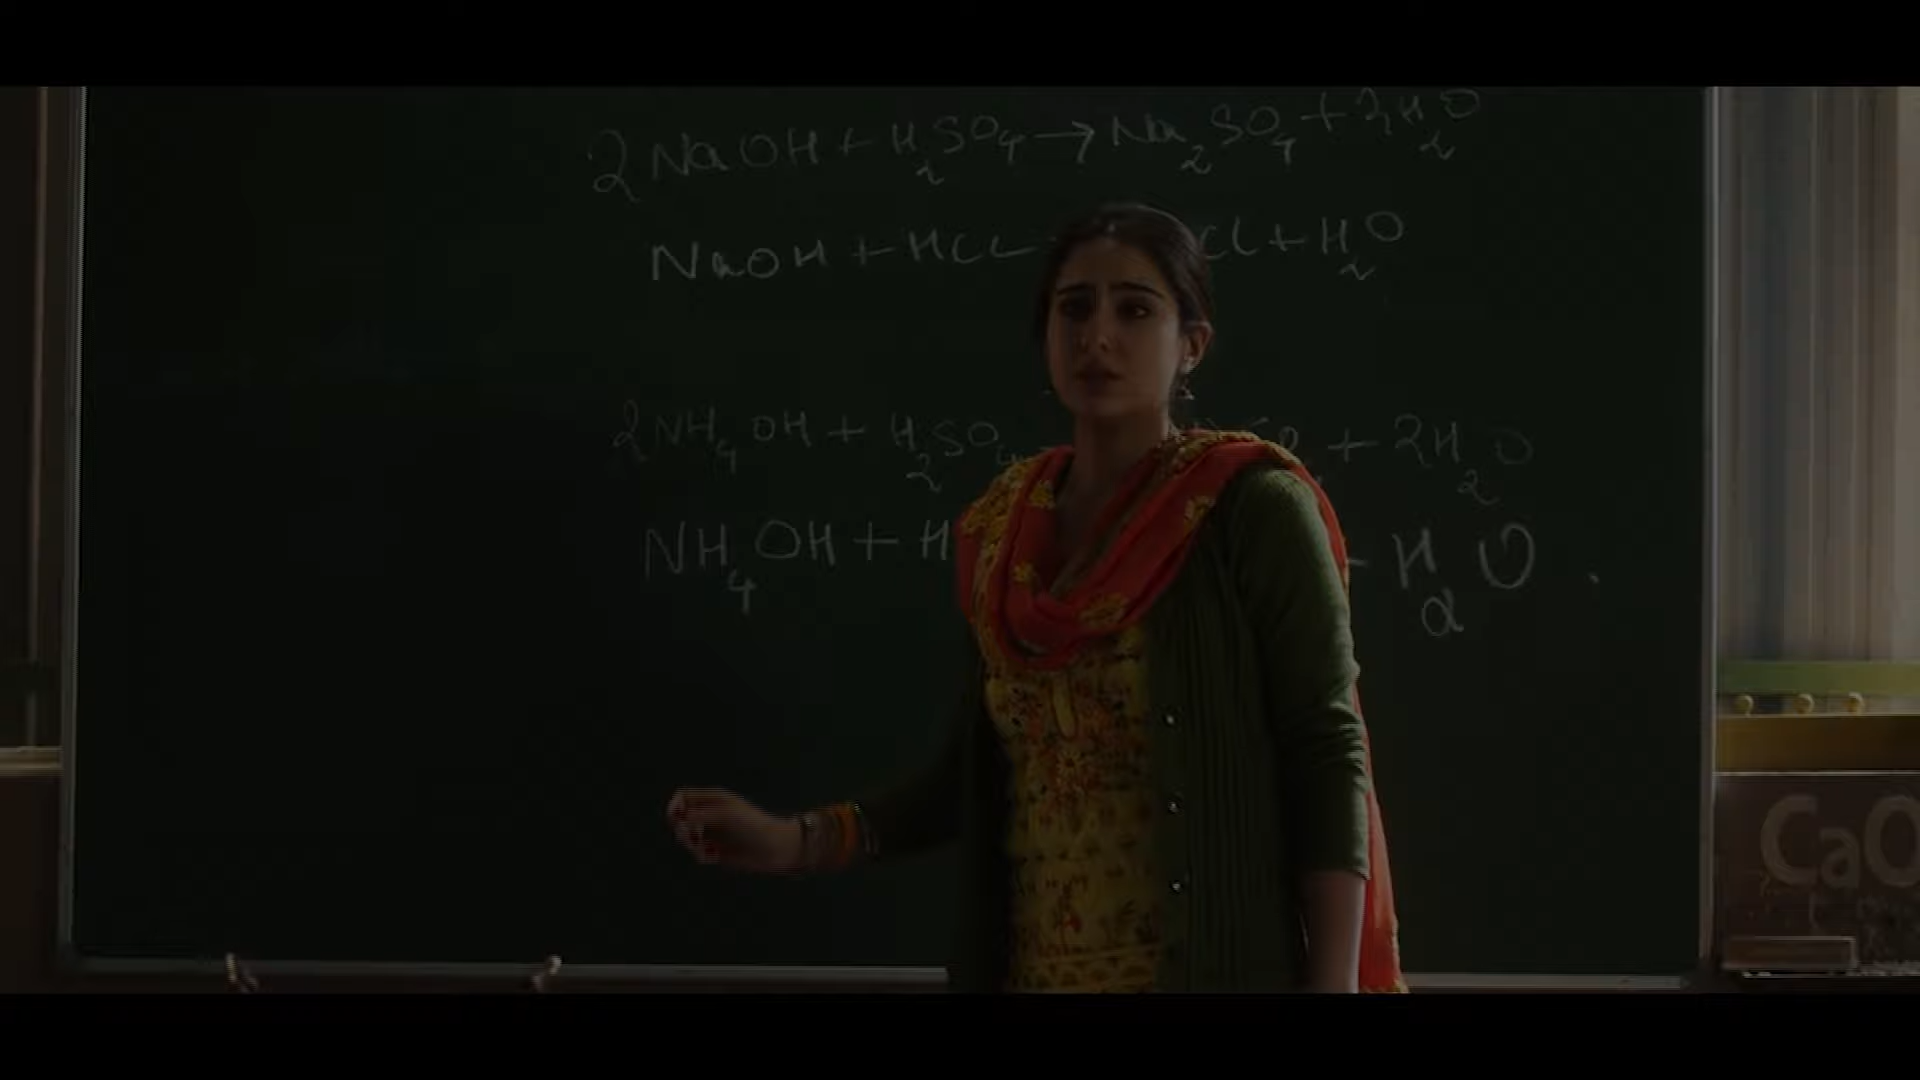 2NaOH + H2SO4 → Na2SO4 + 2H2O
NaOH + HCl Cl + H2O
2NH4OH + H2SO4 + 2H2O
NH4OH + H + H2O
CaO